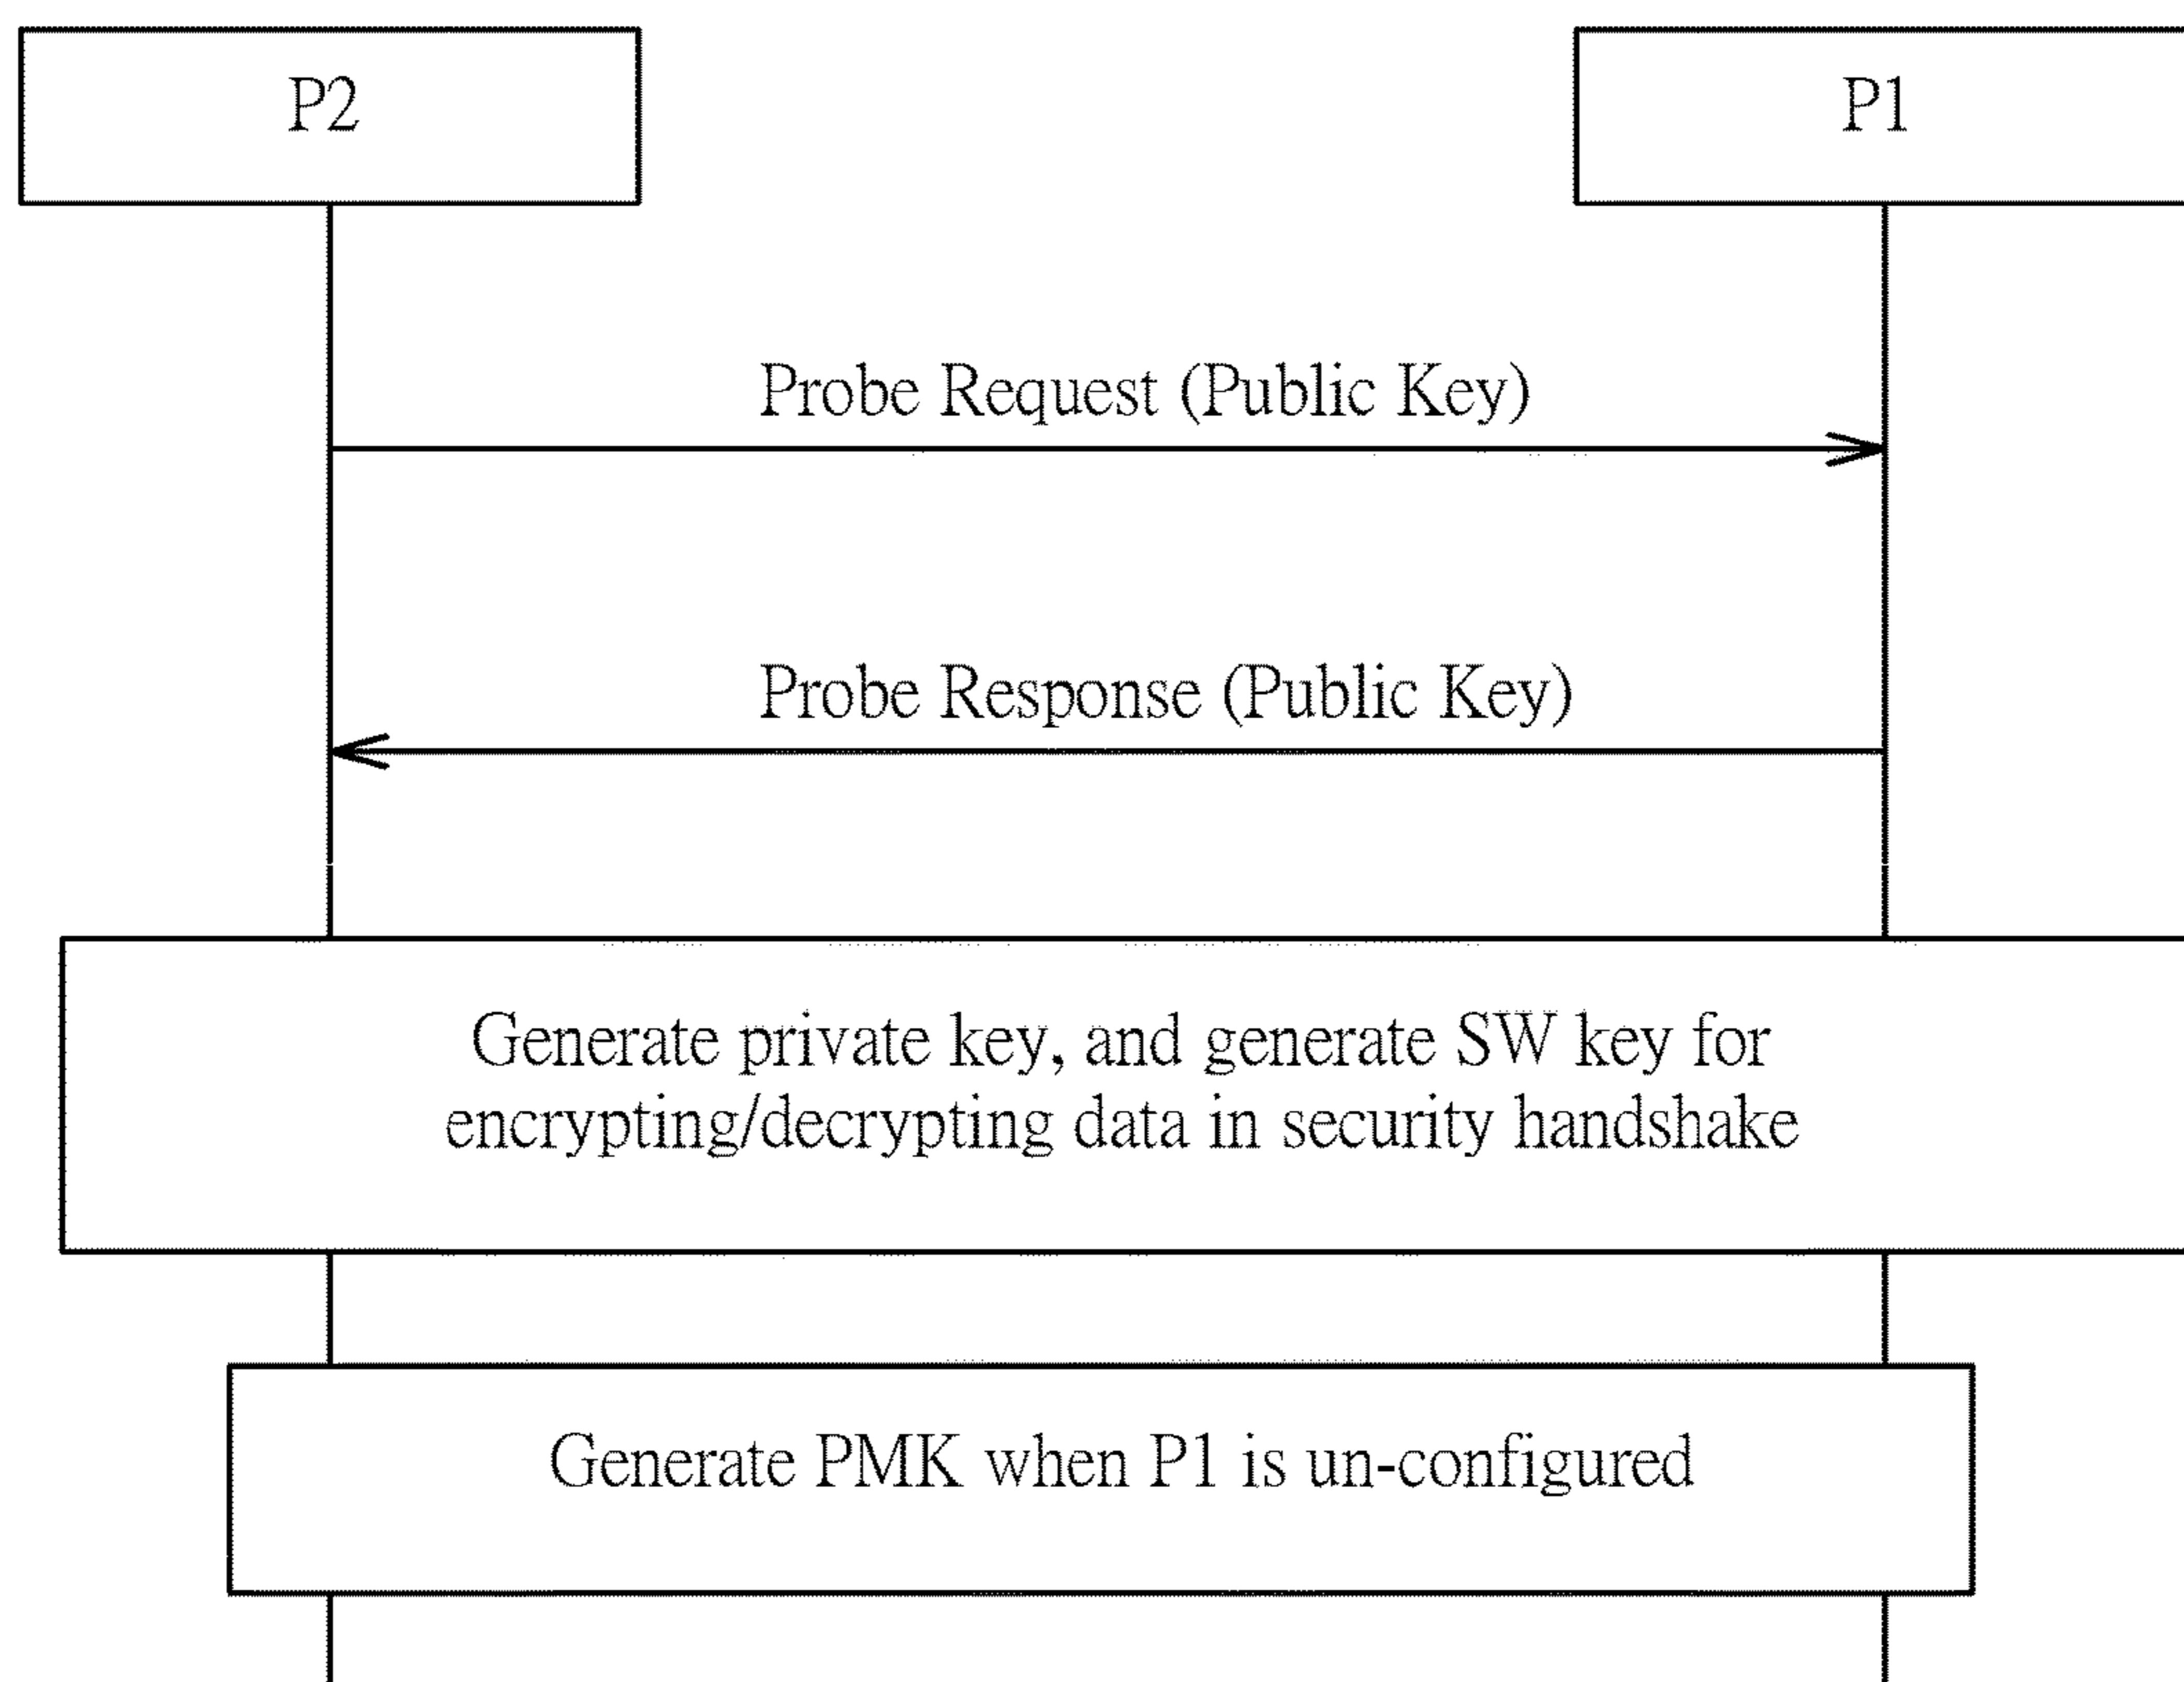 P2
P1
Probe Request (Public Key)
Probe Response (Public Key)
Generate private key, and generate SW key for
encrypting/decrypting data in security handshake
Generate PMK when P1 is un-configured